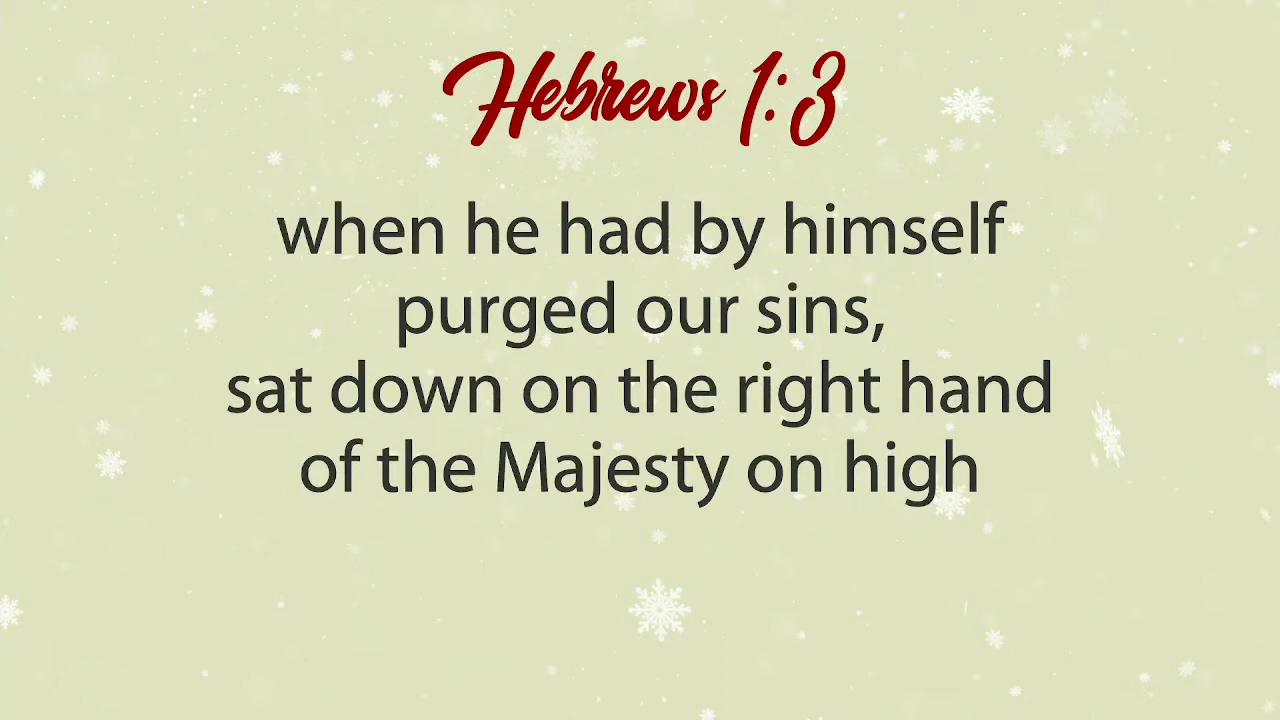 Hebrews 1:3
when he had by himself
purged our sins,
sat down on the right hand
of the Majesty on high